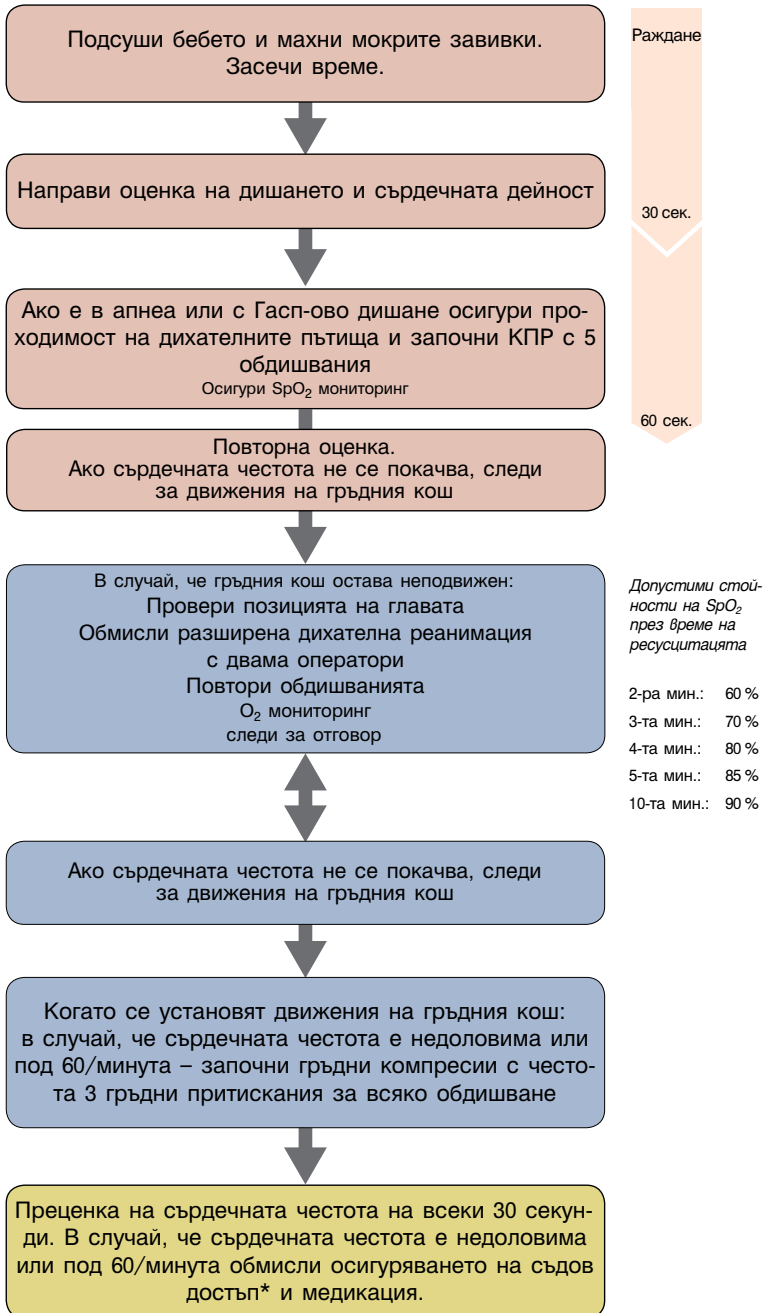 Подсуши бебето и махни мокрите завивки.
Засечи време.
Раждане
Направи оценка на дишането и сърдечната дейност
30 сек.
Ако е в апнеа или с Гасп-ово дишане осигури про-
ходимост на дихателните пътища и започни КПР с 5
обдишвания
Осигури SpO₂ мониторинг
60 сек.
Повторна оценка.
Ако сърдечната честота не се покачва, следи
за движения на гръдния кош
В случай, че гръдния кош остава неподвижен:
Провери позицията на главата
Обмисли разширена дихателна реанимация
с двама оператори
Повтори обдишванията
O₂ мониторинг
следи за отговор
Допустими стой-
ности на SpO₂
през време на
ресусцитацята
2-ра мин.: 60 %
3-та мин.: 70 %
4-та мин.: 80 %
5-та мин.: 85 %
10-та мин.: 90 %
Ако сърдечната честота не се покачва, следи
за движения на гръдния кош
Когато се установят движения на гръдния кош:
в случай, че сърдечната честота е недоловима или
под 60/минута – започни гръдни компресии с често-
та 3 гръдни притискания за всяко обдишване
Преценка на сърдечната честота на всеки 30 секун-
ди. В случай, че сърдечната честота е недоловима
или под 60/минута обмисли осигуряването на съдов
достъп* и медикация.